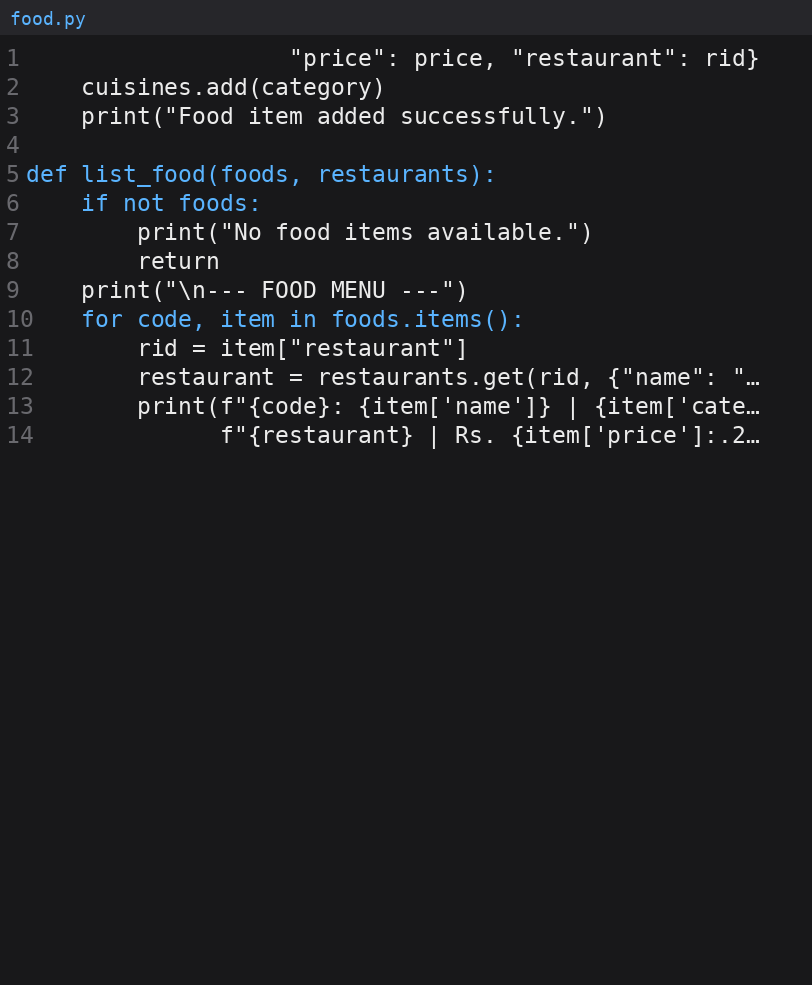 food.py
1                    "price": price, "restaurant": rid}
2     cuisines.add(category)
3     print("Food item added successfully.")
4
5 def list_food(foods, restaurants):
6     if not foods:
7         print("No food items available.")
8         return
9     print("\n--- FOOD MENU ---")
10    for code, item in foods.items():
11        rid = item["restaurant"]
12        restaurant = restaurants.get(rid, {"name": "…
13        print(f"{code}: {item['name']} | {item['cate…
14              f"{restaurant} | Rs. {item['price']:.2…